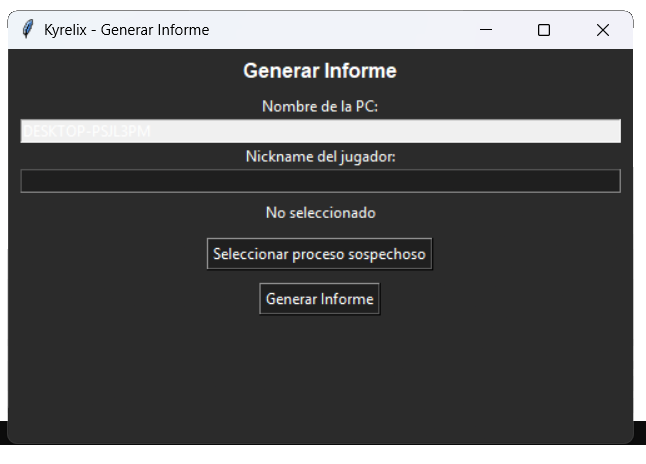 Kyrelix - Generar Informe
Generar Informe
Nombre de la PC:
DESKTOP-PSJL3PM
Nickname del jugador:
No seleccionado
Seleccionar proceso sospechoso
Generar Informe